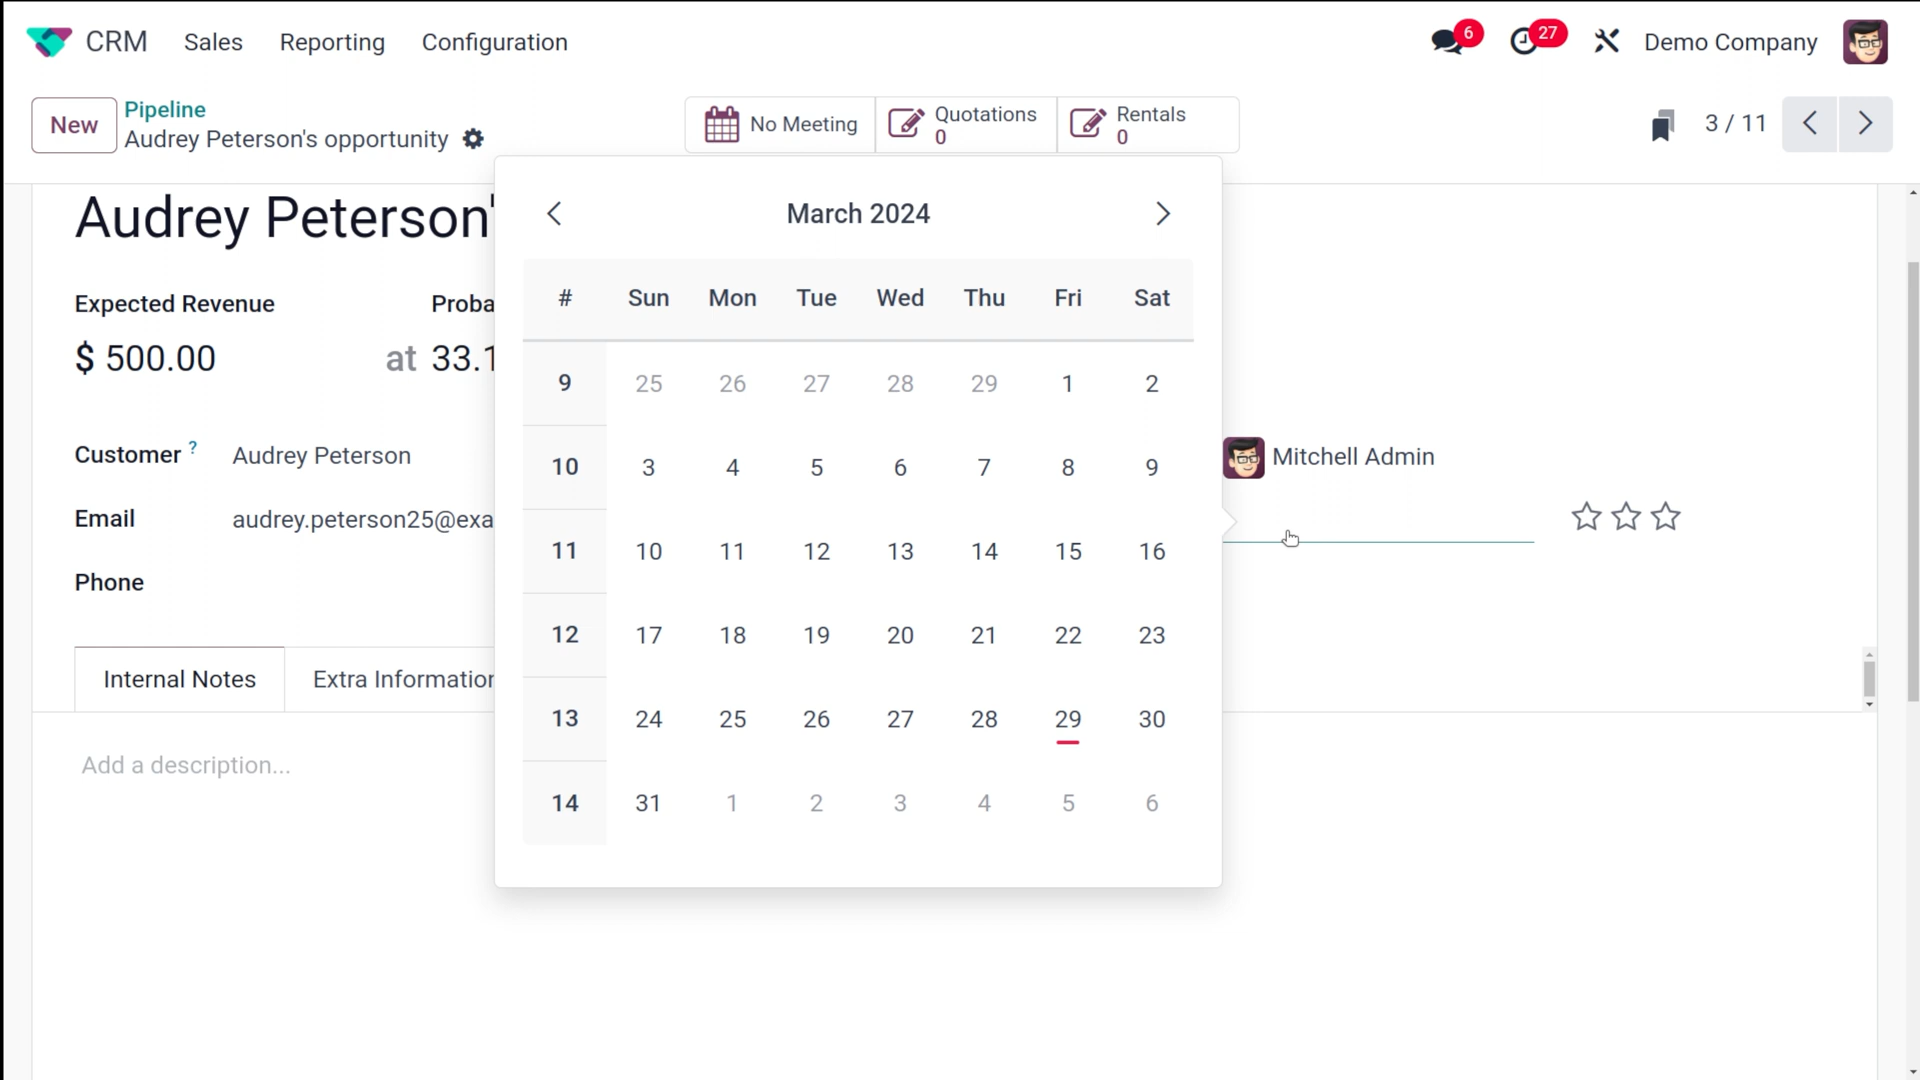 CRM Sales Reporting Configuration 6 27 Demo Company
New Pipeline
Audrey Peterson's opportunity
No Meeting
Quotations
0
Rentals
0
3 / 11
Audrey Peterson'
Expected Revenue
$ 500.00 at 33.1
Customer ? Audrey Peterson
Email audrey.peterson25@exa
Phone
Internal Notes Extra Information
Add a description...
March 2024
# Sun Mon Tue Wed Thu Fri Sat
9 25 26 27 28 29 1 2
10 3 4 5 6 7 8 9
11 10 11 12 13 14 15 16
12 17 18 19 20 21 22 23
13 24 25 26 27 28 29 30
14 31 1 2 3 4 5 6
Mitchell Admin